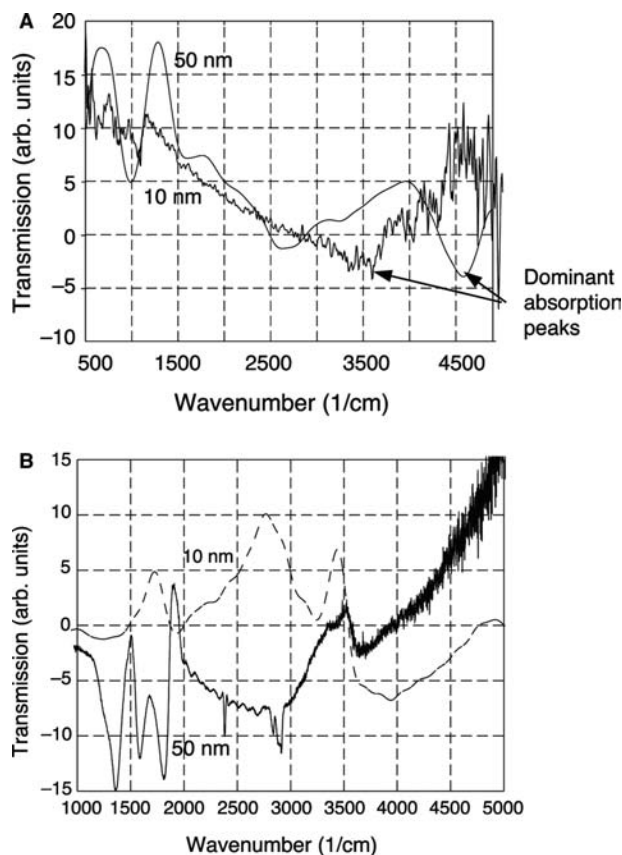 A
20
15
10
5
0
−5
−10
Transmission (arb. units)
50 nm
10 nm
Dominant
absorption
peaks
500 1500 2500 3500 4500
Wavenumber (1/cm)
B
15
10
5
0
−5
−10
−15
Transmission (arb. units)
10 nm
50 nm
1000 1500 2000 2500 3000 3500 4000 4500 5000
Wavenumber (1/cm)